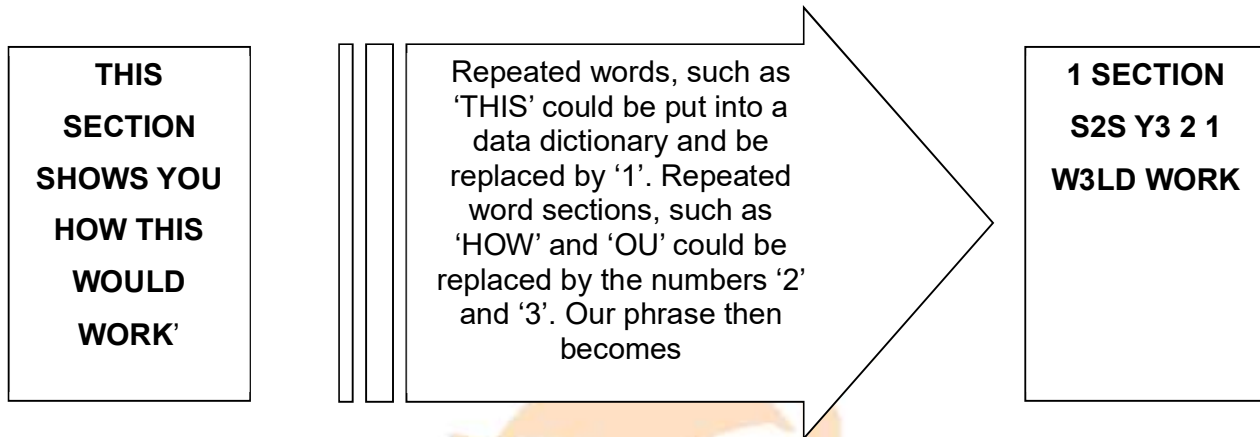 THIS
SECTION
SHOWS YOU
HOW THIS
WOULD
WORK’
Repeated words, such as
‘THIS’ could be put into a
data dictionary and be
replaced by ‘1’. Repeated
word sections, such as
‘HOW’ and ‘OU’ could be
replaced by the numbers ‘2’
and ‘3’. Our phrase then
becomes
1 SECTION
S2S Y3 2 1
W3LD WORK